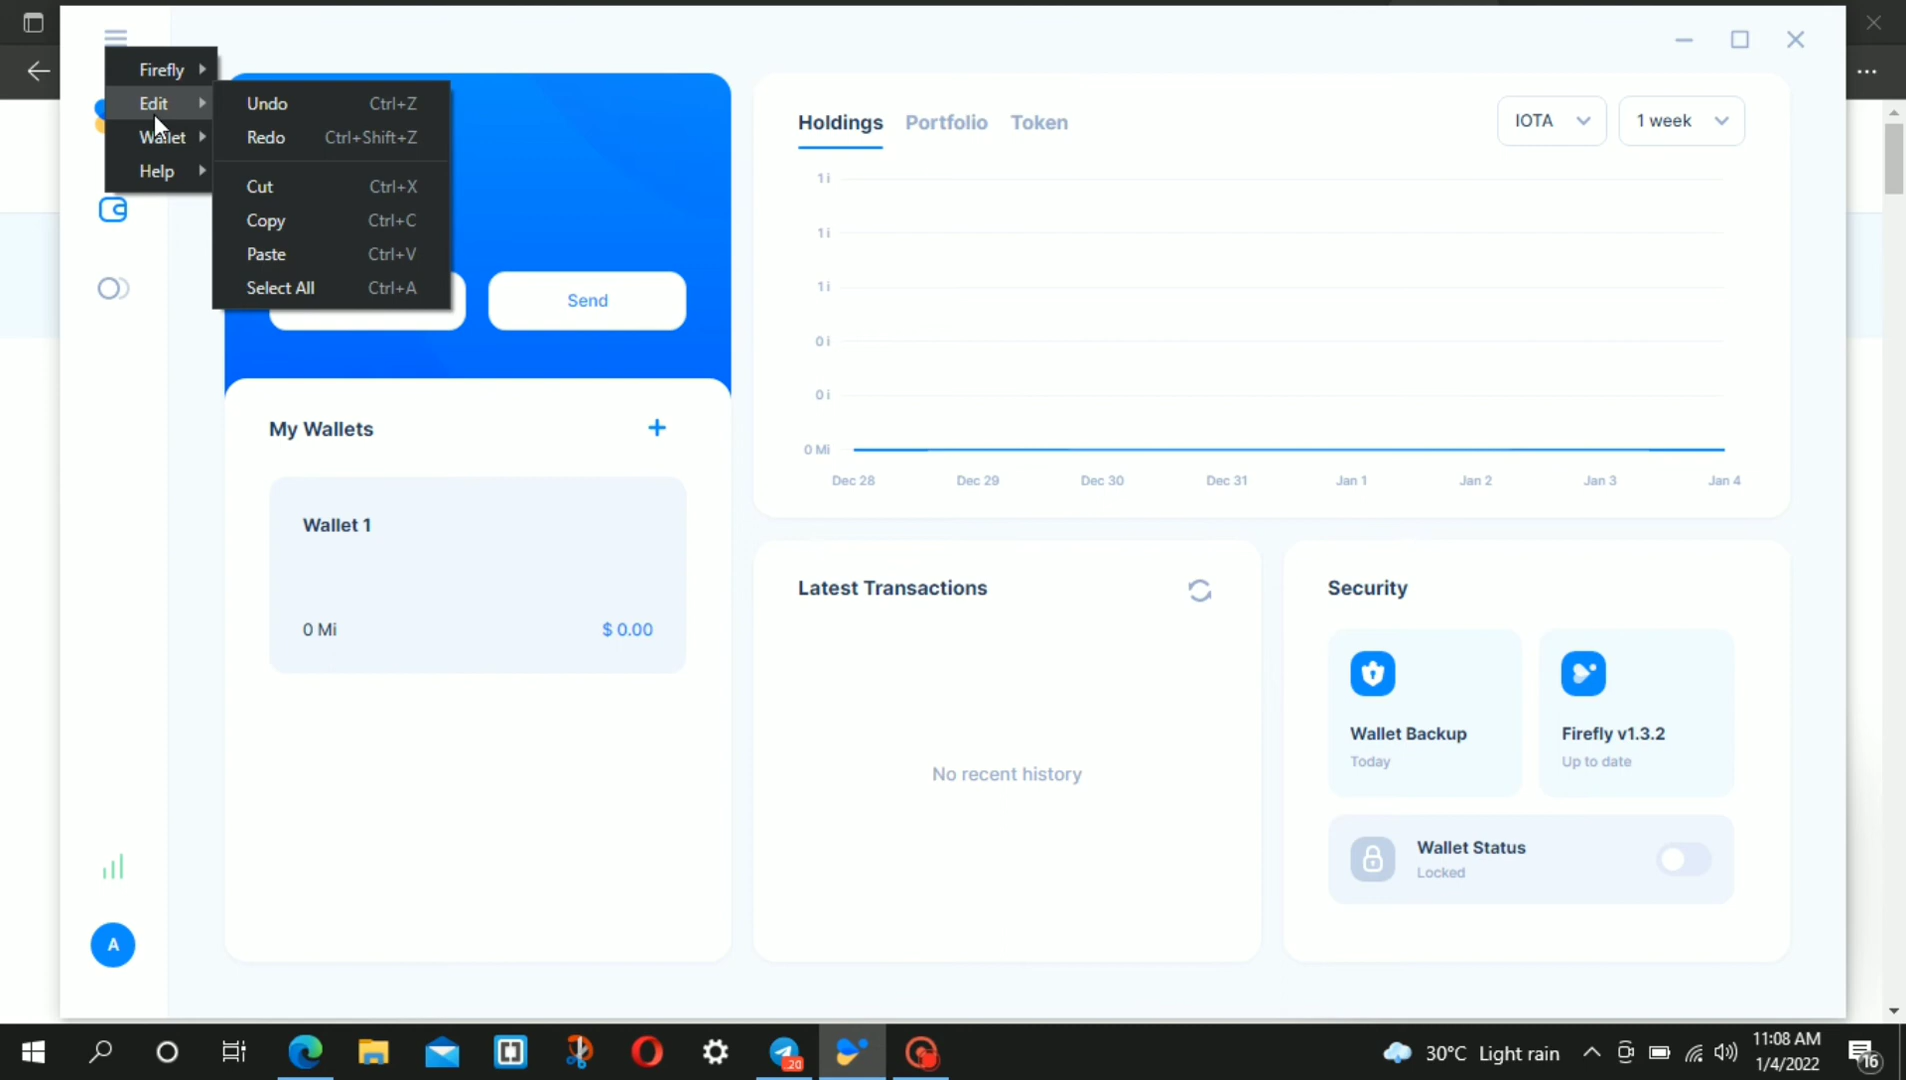 Firefly
Edit
Wallet
Help
Undo Ctrl+Z
Redo Ctrl+Shift+Z
Cut Ctrl+X
Copy Ctrl+C
Paste Ctrl+V
Select All Ctrl+A
Send
My Wallets +
Wallet 1
0 Mi $ 0.00
Holdings Portfolio Token
IOTA 1 week
1 i
1 i
1 i
0 i
0 i
0 Mi
Dec 28 Dec 29 Dec 30 Dec 31 Jan 1 Jan 2 Jan 3 Jan 4
Latest Transactions
No recent history
Security
Wallet Backup
Today
Firefly v1.3.2
Up to date
Wallet Status
Locked
A
20
30°C Light rain
11:08 AM
1/4/2022
16